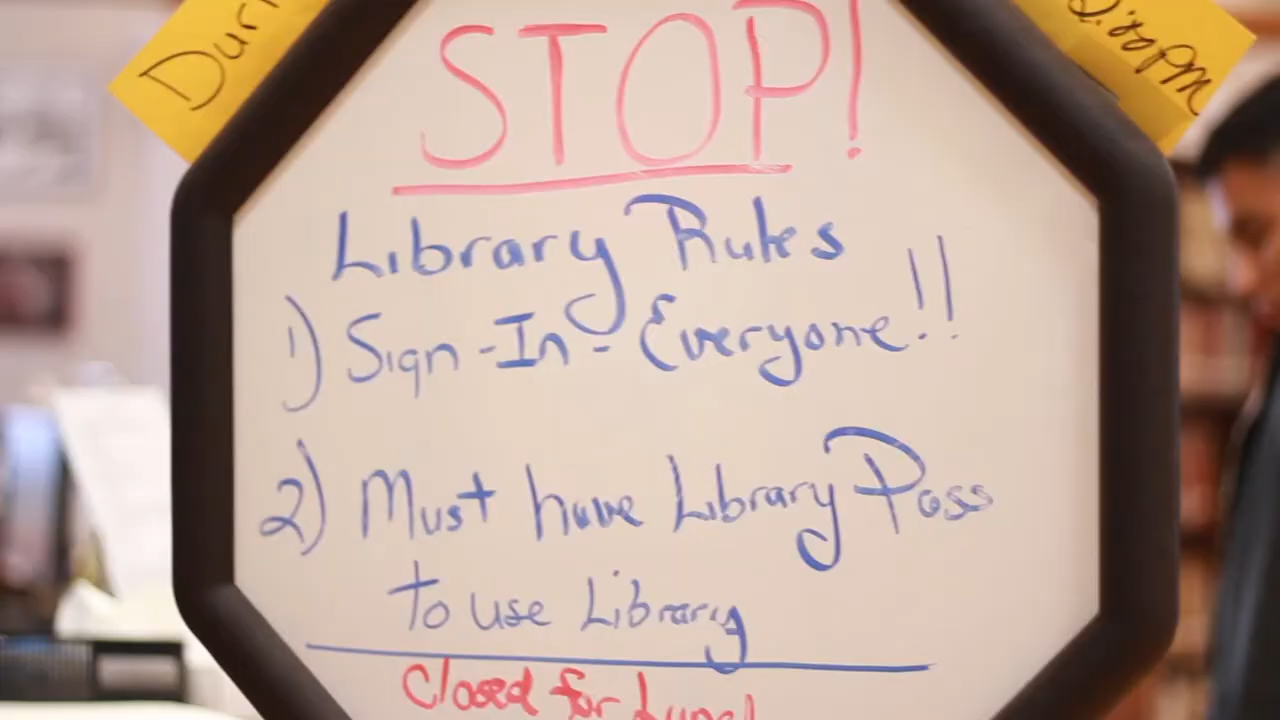 STOP!
Library Rules
1) Sign-In- Everyone!!
2) Must have Library Pass
to use Library
Closed for